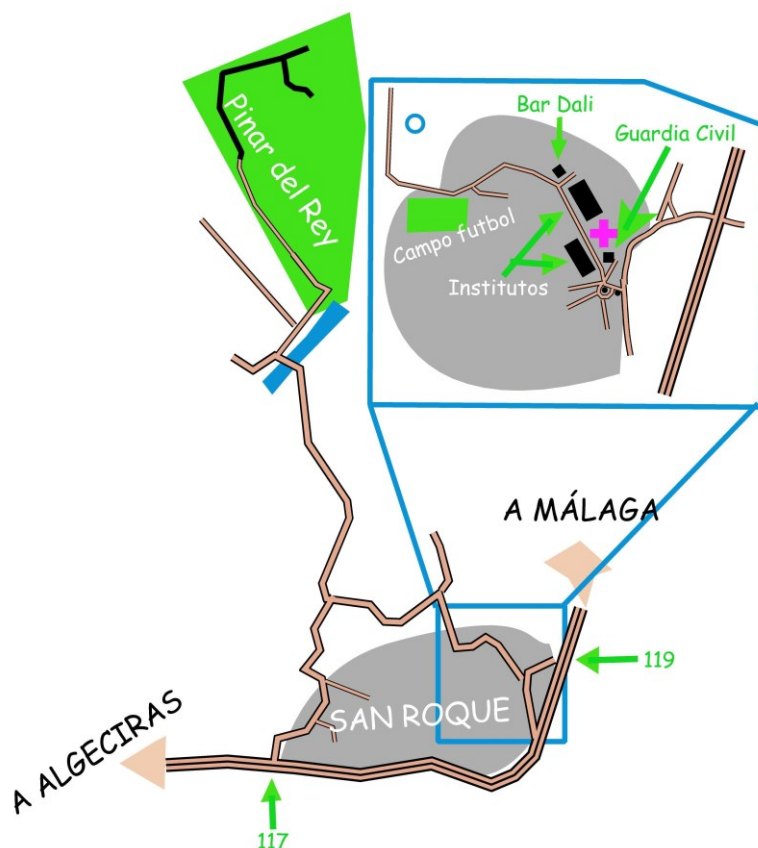 Pinar del Rey
Bar Dali
Guardia Civil
Campo futbol
Institutos
A MÁLAGA
119
SAN ROQUE
A ALGECIRAS
117